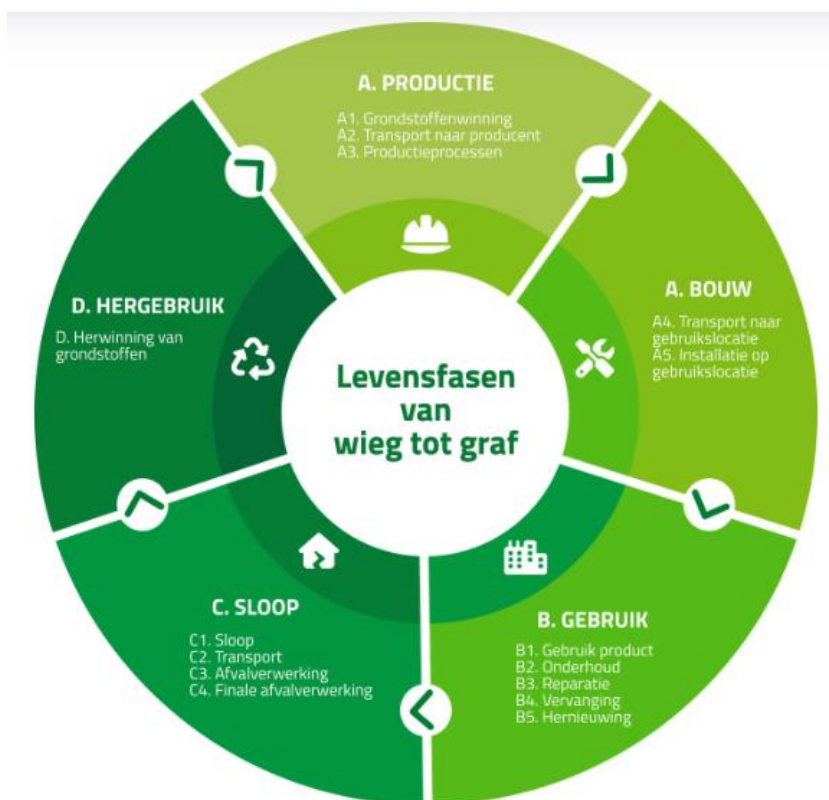 A. PRODUCTIE
A1. Grondstoffenwinning
A2. Transport naar producent
A3. Productieprocessen
A. BOUW
A4. Transport naar
gebruikslocatie
A5. Installatie op
gebruikslocatie
B. GEBRUIK
B1. Gebruik product
B2. Onderhoud
B3. Reparatie
B4. Vervanging
B5. Hernieuwing
C. SLOOP
C1. Sloop
C2. Transport
C3. Afvalverwerking
C4. Finale afvalverwerking
D. HERGEBRUIK
D. Herwinning van
grondstoffen
Levensfasen
van
wieg tot graf